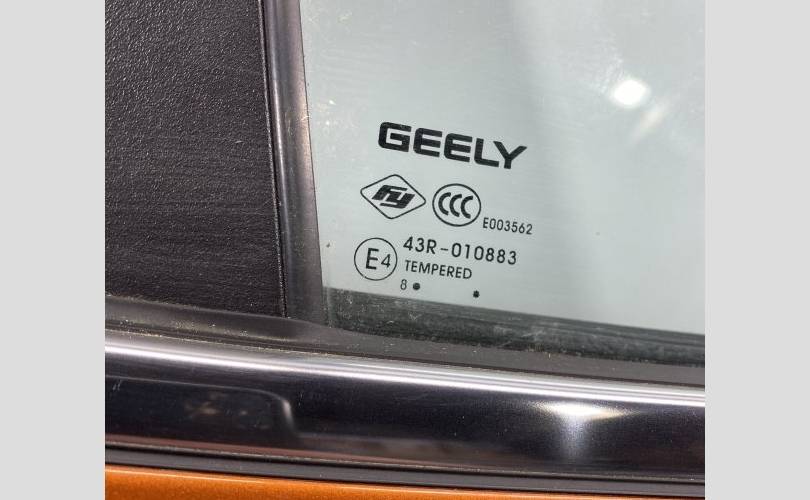 GEELY
fy CCC E003562
E4 43R-010883
TEMPERED
8